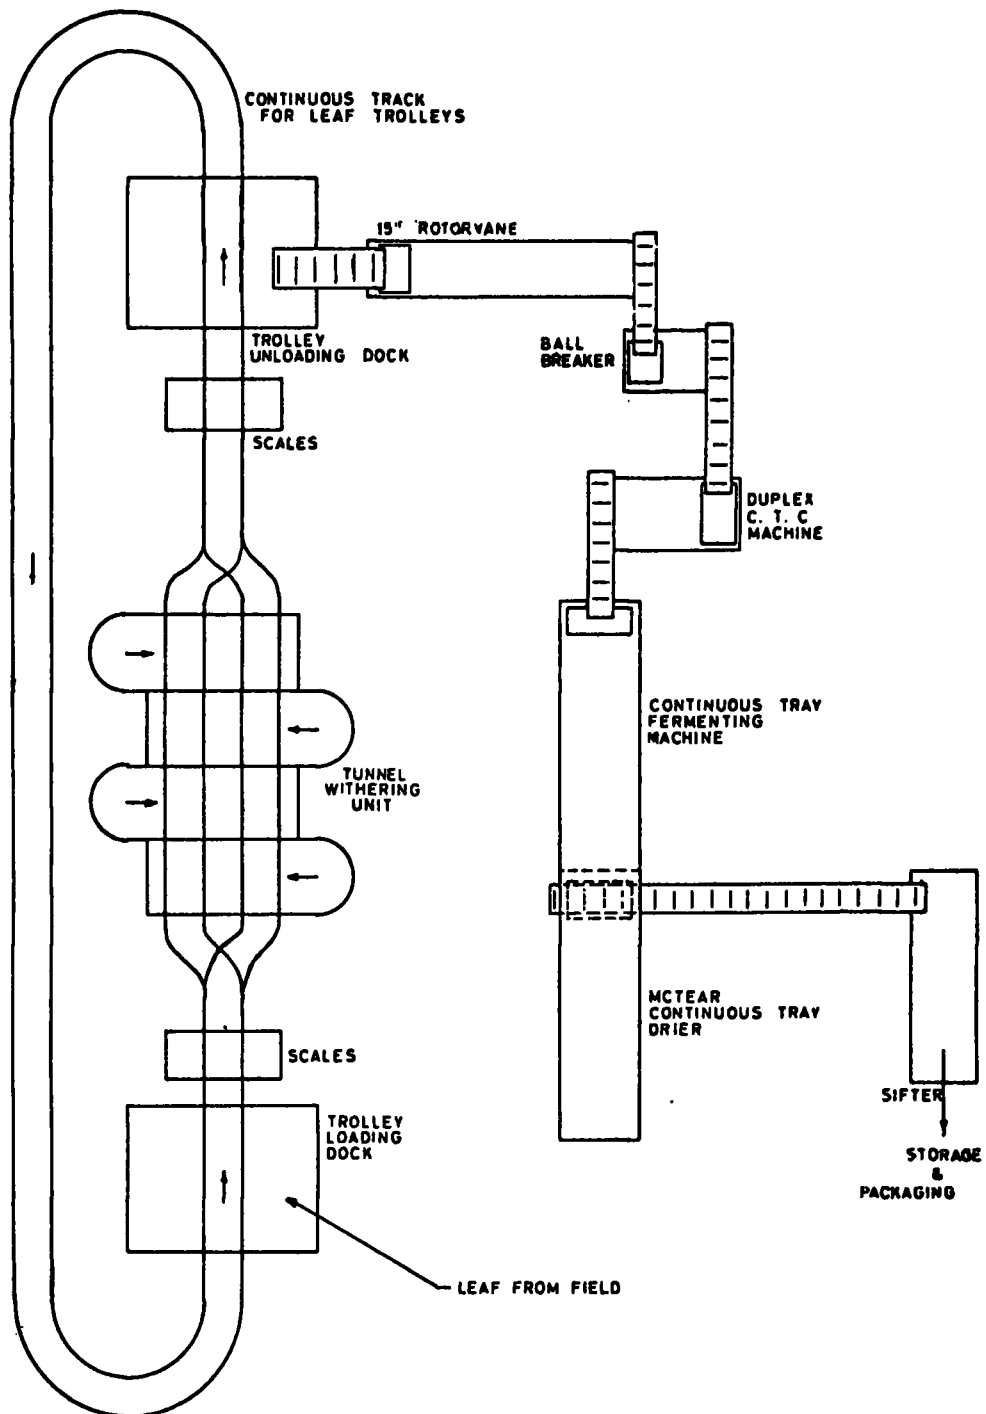 CONTINUOUS TRACK
FOR LEAF TROLLEYS
15" ROTORVANE
TROLLEY
UNLOADING DOCK
BALL
BREAKER
SCALES
DUPLEX
C. T. C
MACHINE
CONTINUOUS TRAY
FERMENTING
MACHINE
TUNNEL
WITHERING
UNIT
MCTEAR
CONTINUOUS TRAY
DRIER
SCALES
SIFTER
TROLLEY
LOADING
DOCK
STORAGE
&
PACKAGING
LEAF FROM FIELD